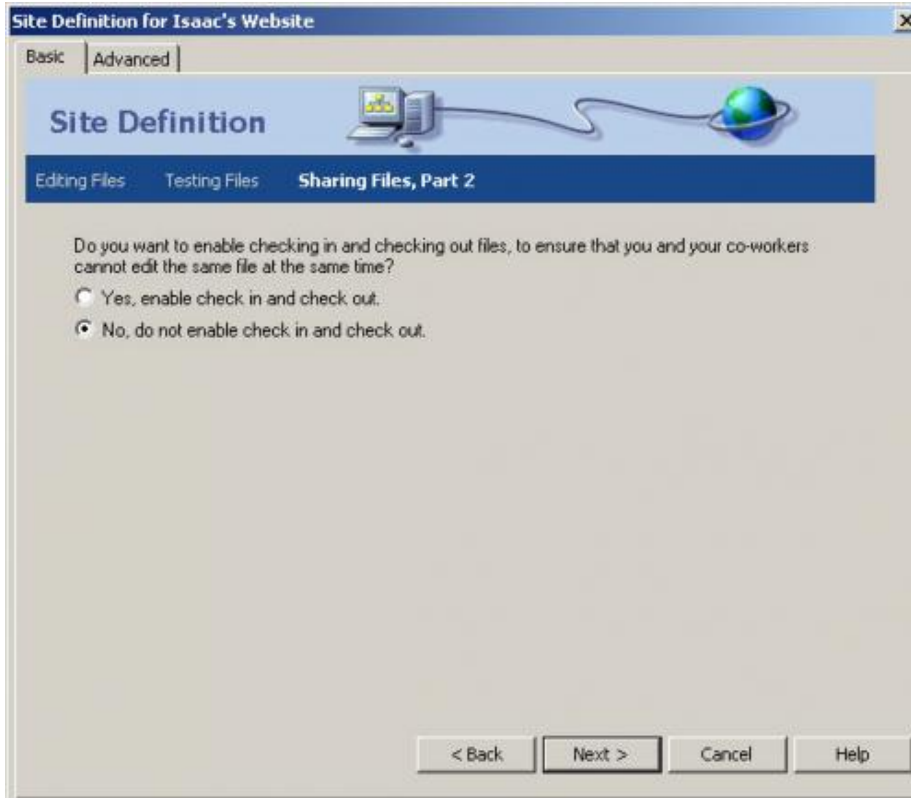 Site Definition for Isaac's Website
Basic Advanced
Site Definition
Editing Files Testing Files Sharing Files, Part 2
Do you want to enable checking in and checking out files, to ensure that you and your co-workers
cannot edit the same file at the same time?
Yes, enable check in and check out.
No, do not enable check in and check out.
< Back Next > Cancel Help